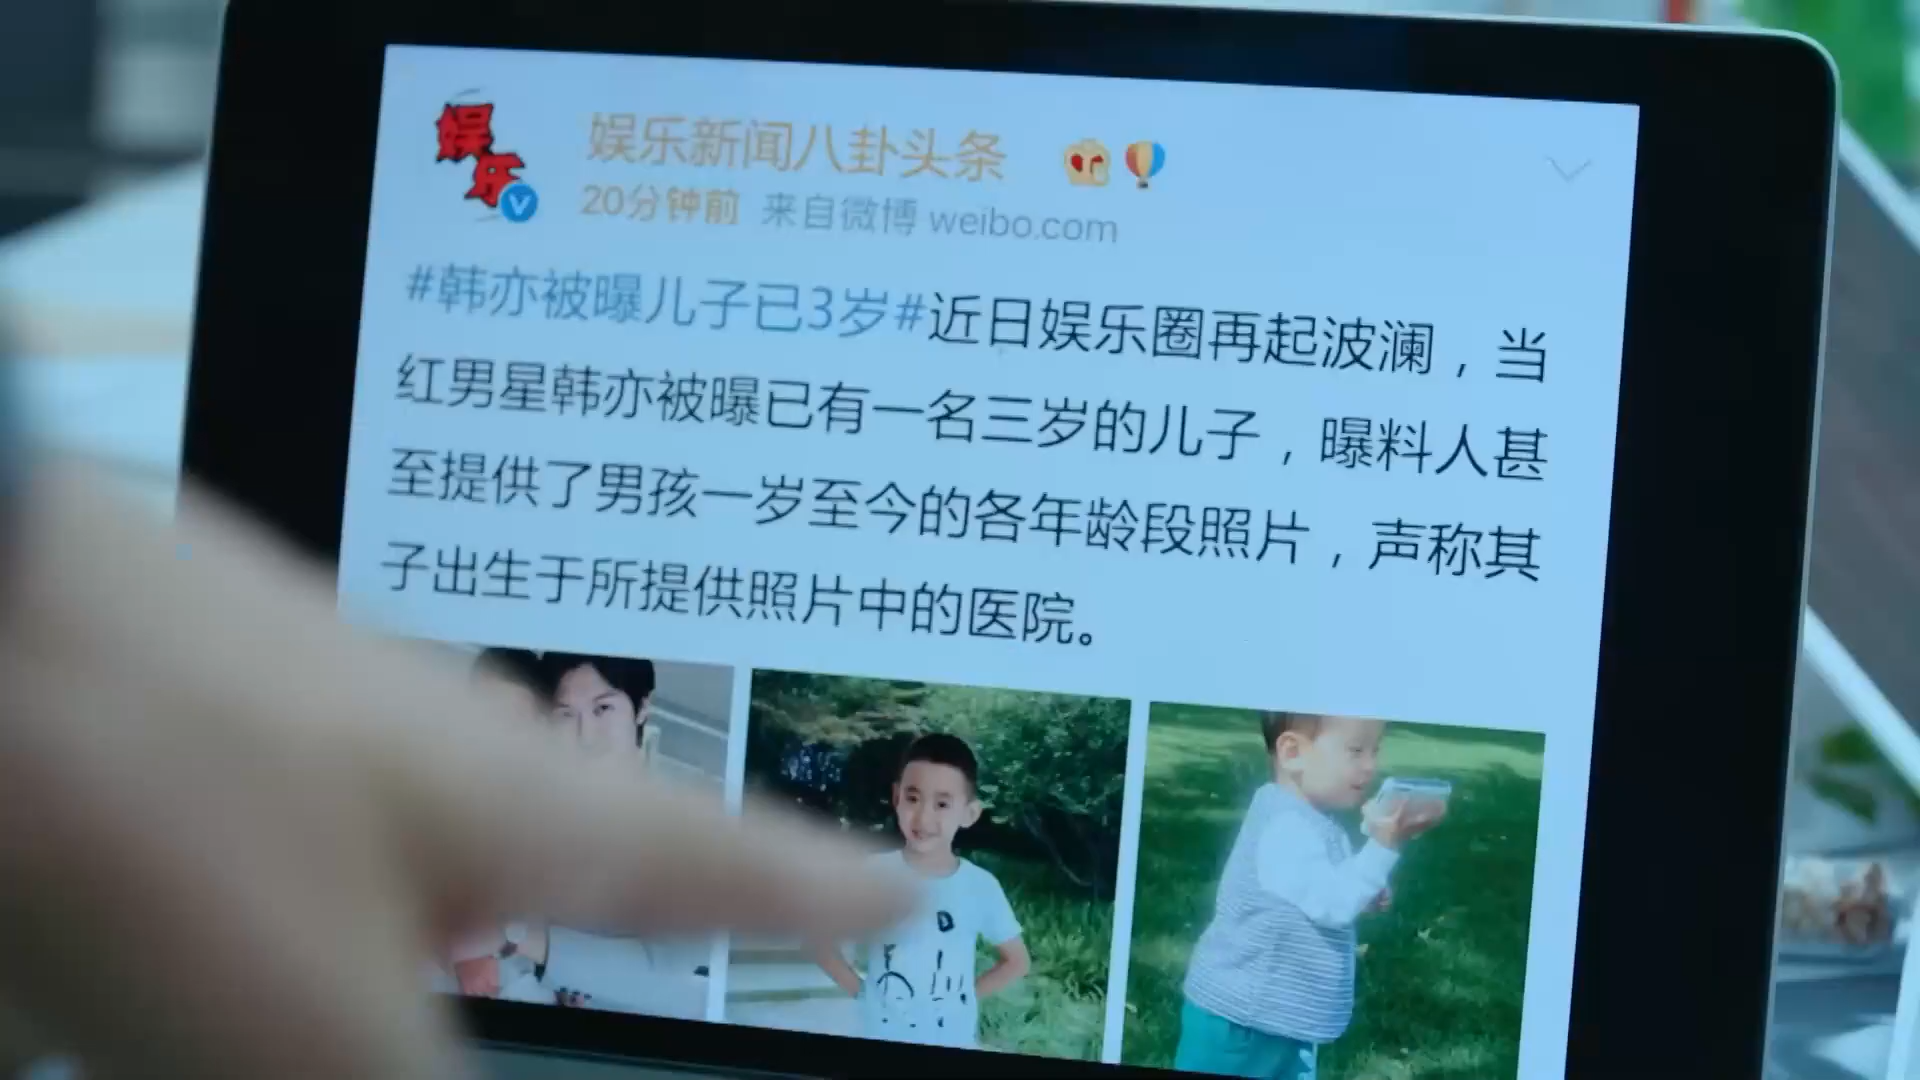 娱乐
娱乐新闻八卦头条
20分钟前 来自微博 weibo.com
#韩亦被曝儿子已3岁#近日娱乐圈再起波澜，当
红男星韩亦被曝已有一名三岁的儿子，曝料人甚
至提供了男孩一岁至今的各年龄段照片，声称其
子出生于所提供照片中的医院。